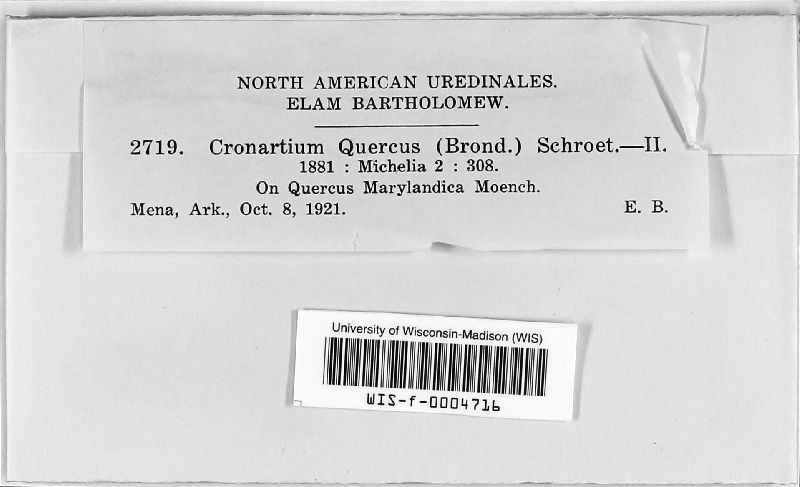 NORTH AMERICAN UREDINALES.
ELAM BARTHOLOMEW.
2719. Cronartium Quercus (Brond.) Schroet.—II.
1881 : Michelia 2 : 308.
On Quercus Marylandica Moench.
Mena, Ark., Oct. 8, 1921. E. B.
University of Wisconsin-Madison (WIS)
WIS-f-0004716